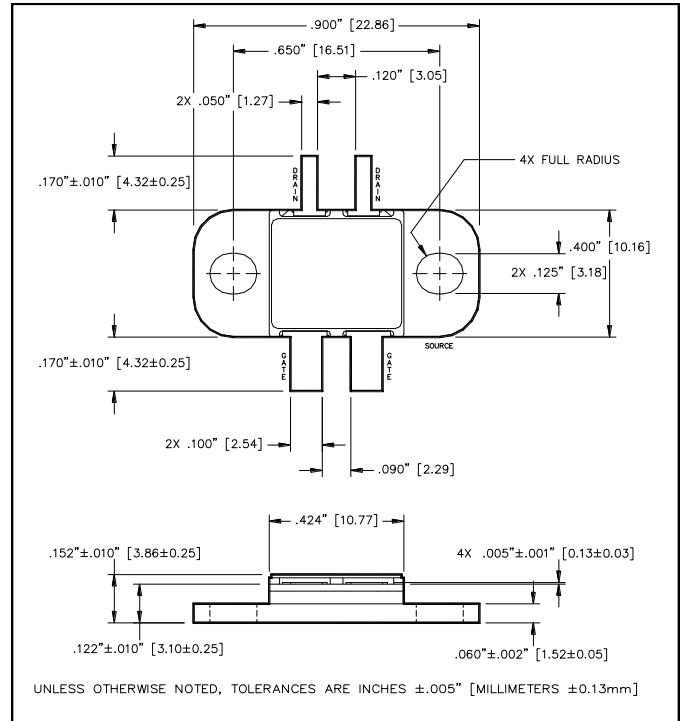 .900” [22.86]
.650” [16.51]
.120” [3.05]
2X .050” [1.27]
DRAIN
DRAIN
4X FULL RADIUS
.170”±.010” [4.32±0.25]
.400” [10.16]
2X .125” [3.18]
.170”±.010” [4.32±0.25]
GATE
GATE
SOURCE
2X .100” [2.54]
.090” [2.29]
.424” [10.77]
.152”±.010” [3.86±0.25]
4X .005”±.001” [0.13±0.03]
.122”±.010” [3.10±0.25]
.060”±.002” [1.52±0.05]
UNLESS OTHERWISE NOTED, TOLERANCES ARE INCHES ±.005” [MILLIMETERS ±0.13mm]